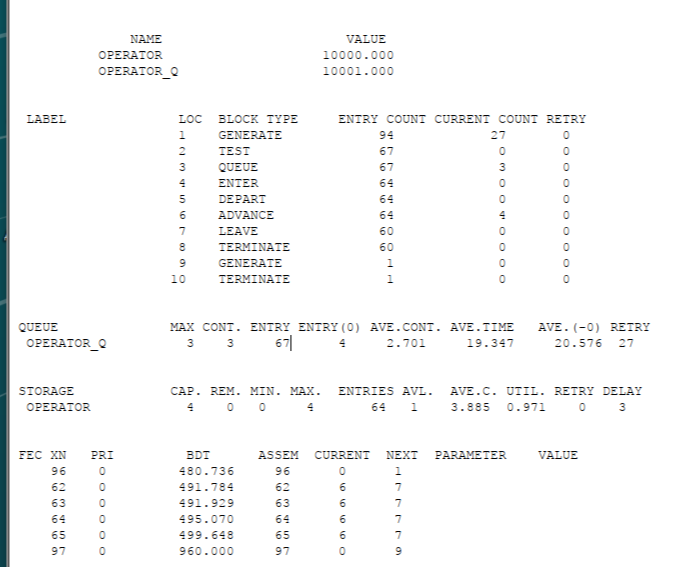 NAME VALUE
OPERATOR 10000.000
OPERATOR_Q 10001.000
LABEL LOC BLOCK TYPE ENTRY COUNT CURRENT COUNT RETRY
1 GENERATE 94 27 0
2 TEST 67 0 0
3 QUEUE 67 3 0
4 ENTER 64 0 0
5 DEPART 64 0 0
6 ADVANCE 64 4 0
7 LEAVE 60 0 0
8 TERMINATE 60 0 0
9 GENERATE 1 0 0
10 TERMINATE 1 0 0
QUEUE MAX CONT. ENTRY ENTRY(0) AVE.CONT. AVE.TIME AVE.(-0) RETRY
OPERATOR_Q 3 3 67 4 2.701 19.347 20.576 27
STORAGE CAP. REM. MIN. MAX. ENTRIES AVL. AVE.C. UTIL. RETRY DELAY
OPERATOR 4 0 0 4 64 1 3.885 0.971 0 3
FEC XN PRI BDT ASSEM CURRENT NEXT PARAMETER VALUE
96 0 480.736 96 0 1
62 0 491.784 62 6 7
63 0 491.929 63 6 7
64 0 495.070 64 6 7
65 0 499.648 65 6 7
97 0 960.000 97 0 9